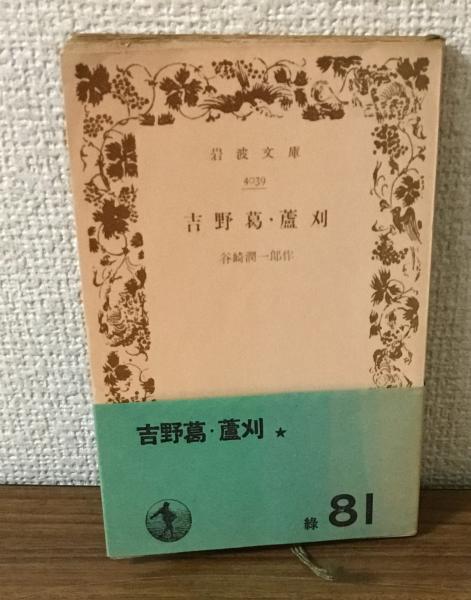 岩波文庫
4039
吉野葛・蘆刈
谷崎潤一郎作
吉野葛・蘆刈 ★
緑 81